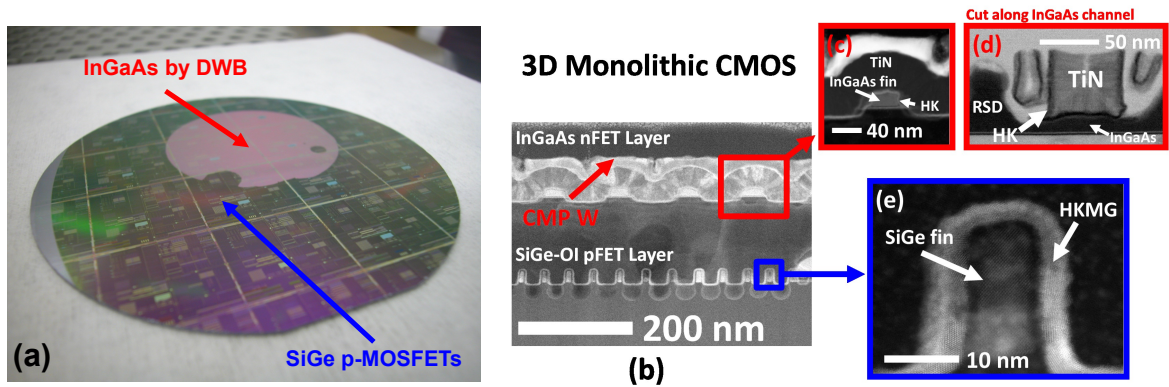 InGaAs by DWB
SiGe p-MOSFETs
(a)
3D Monolithic CMOS
InGaAs nFET Layer
CMP W
SiGe-OI pFET Layer
200 nm
(b)
(c)
TiN
InGaAs fin
HK
40 nm
Cut along InGaAs channel
(d)
50 nm
TiN
RSD
HK
InGaAs
(e)
HKMG
SiGe fin
10 nm